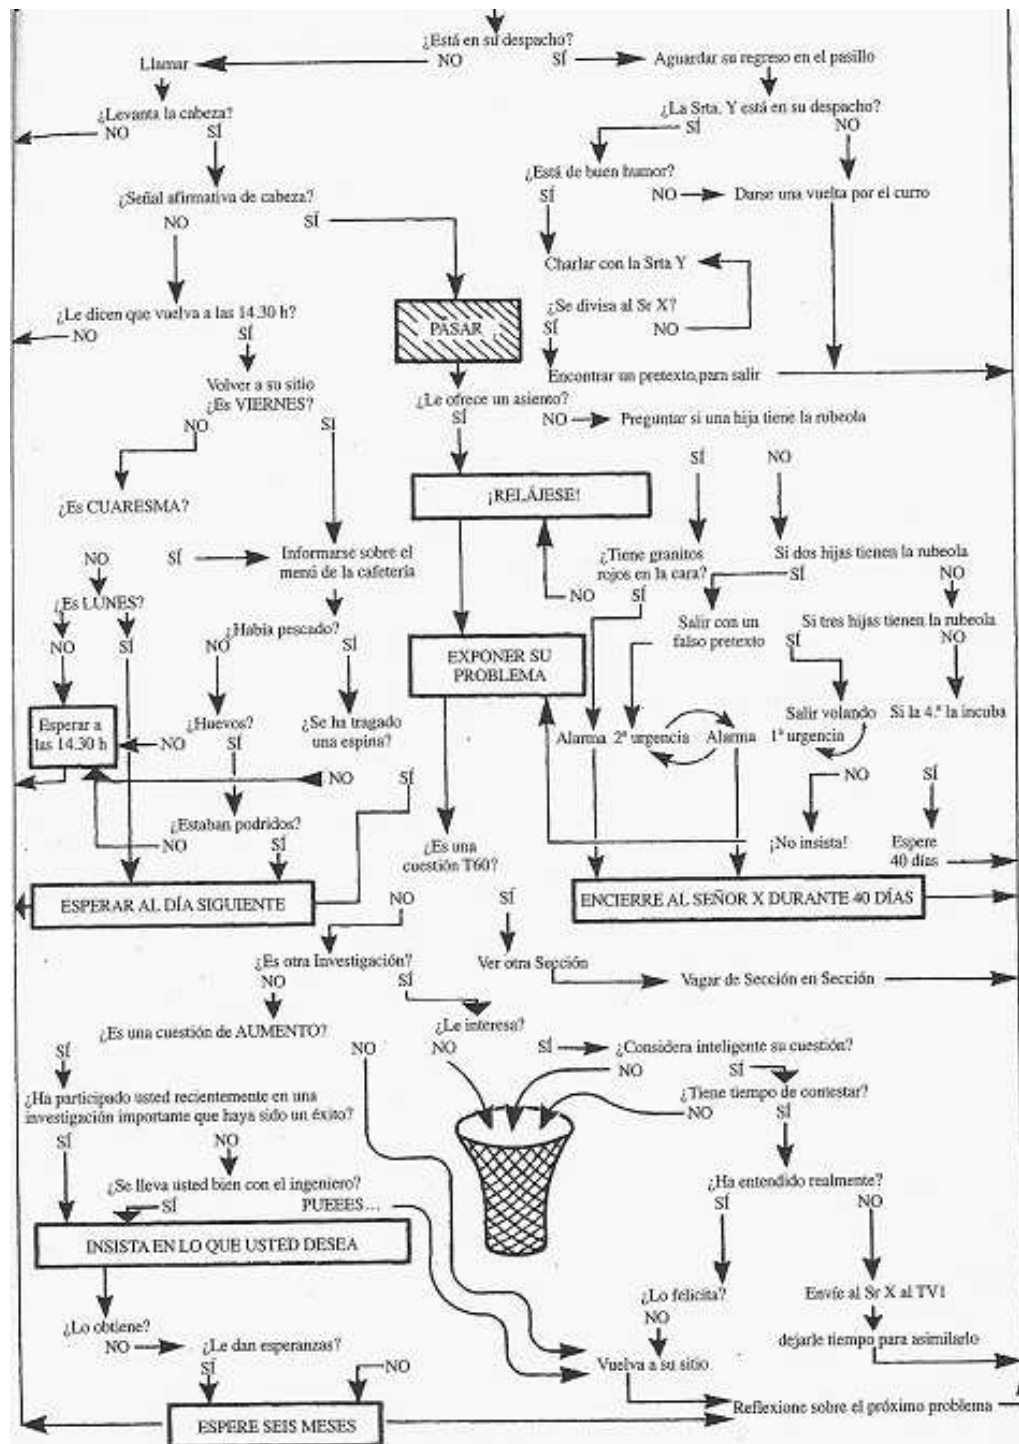 ¿Está en su despacho?
NO SÍ
Llamar
Aguardar su regreso en el pasillo
¿Levanta la cabeza?
NO SÍ
¿La Srta. Y está en su despacho?
SÍ NO
¿Señal afirmativa de cabeza?
NO SÍ
¿Está de buen humor?
SÍ NO
Darse una vuelta por el curro
Charlar con la Srta Y
¿Le dicen que vuelva a las 14.30 h?
NO SÍ
PASAR
¿Se divisa al Sr X?
SÍ NO
Encontrar un pretexto para salir
Volver a su sitio
¿Es VIERNES?
NO SÍ
¿Le ofrece un asiento?
SÍ NO
Preguntar si una hija tiene la rubeola
SÍ NO
¿Es CUARESMA?
NO SÍ
¡RELÁJESE!
Informarse sobre el
menú de la cafetería
¿Tiene granitos
rojos en la cara?
NO SÍ
Si dos hijas tienen la rubeola
SÍ NO
¿Es LUNES?
NO SÍ
¿Había pescado?
NO SÍ
EXPONER SU
PROBLEMA
Salir con un
falso pretexto
Si tres hijas tienen la rubeola
SÍ NO
Esperar a
las 14.30 h
¿Huevos?
NO SÍ
¿Se ha tragado
una espina?
NO SÍ
Alarma 2ª urgencia Alarma
Salir volando
1ª urgencia
Si la 4.ª la incuba
NO SÍ
¿Estaban podridos?
NO SÍ
¿Es una
cuestión T60?
NO SÍ
¡No insista!
Espere
40 días
ESPERAR AL DÍA SIGUIENTE
ENCIERRE AL SEÑOR X DURANTE 40 DÍAS
¿Es otra Investigación?
NO SÍ
Ver otra Sección
Vagar de Sección en Sección
¿Es una cuestión de AUMENTO?
SÍ NO
¿Le interesa?
NO SÍ
¿Considera inteligente su cuestión?
NO SÍ
¿Ha participado usted recientemente en una
investigación importante que haya sido un éxito?
SÍ NO
¿Tiene tiempo de contestar?
NO SÍ
¿Se lleva usted bien con el ingeniero?
SÍ PUEEES...
¿Ha entendido realmente?
SÍ NO
INSISTA EN LO QUE USTED DESEA
¿Lo felicita?
NO
Envíe al Sr X al TV1
¿Lo obtiene?
NO
¿Le dan esperanzas?
SÍ NO
dejarle tiempo para asimilarlo
Vuelva a su sitio
ESPERE SEIS MESES
Reflexione sobre el próximo problema